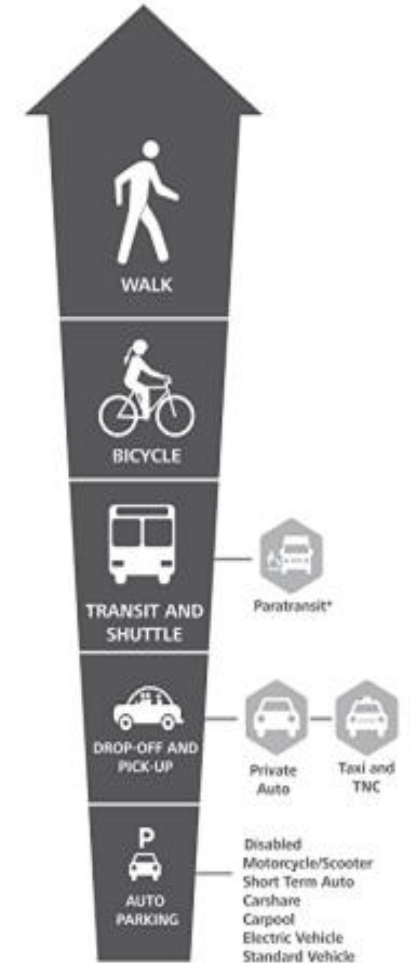 WALK
BICYCLE
TRANSIT AND
SHUTTLE
Paratransit*
DROP-OFF AND
PICK-UP
Private
Auto
Taxi and
TNC
P
AUTO
PARKING
Disabled
Motorcycle/Scooter
Short Term Auto
Carshare
Carpool
Electric Vehicle
Standard Vehicle